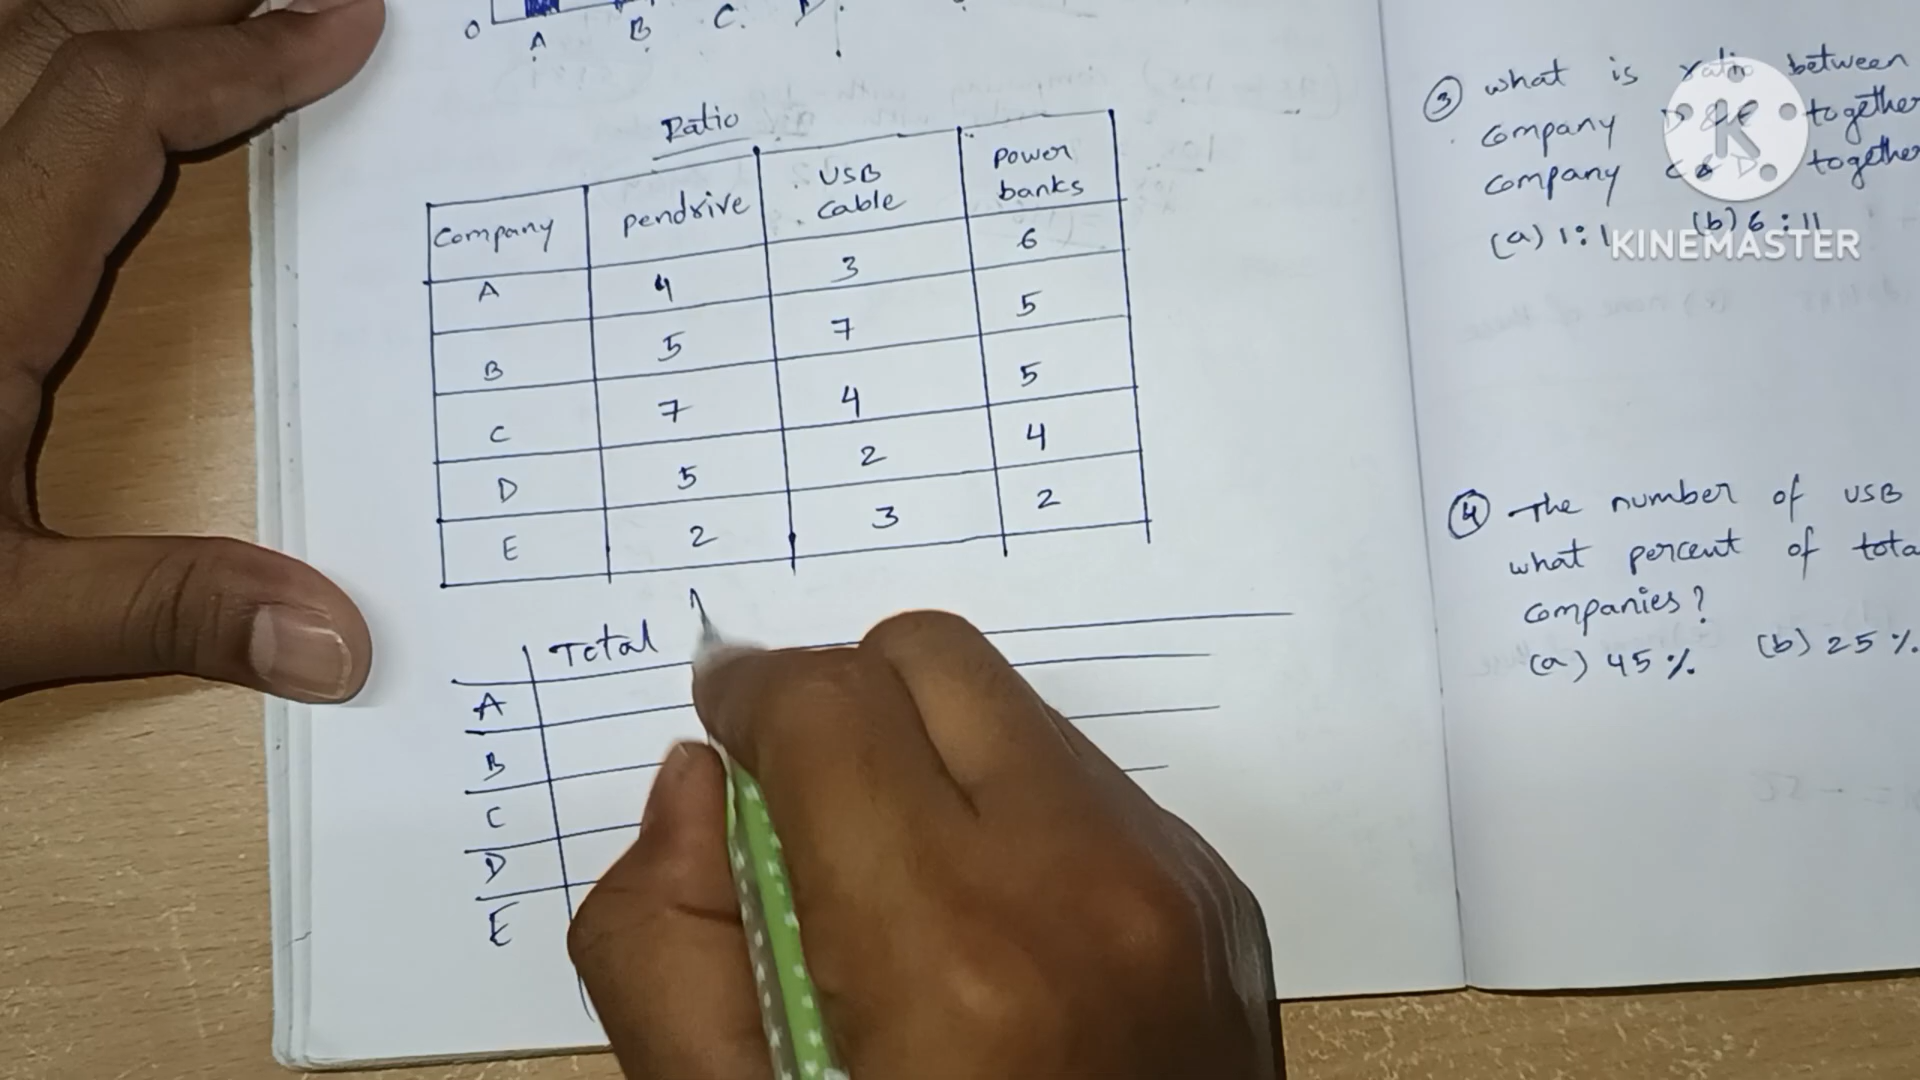 0 A B C.
Ratio
Company pendrive USB Cable Power banks
A 4 3 6
B 5 7 5
C 7 4 5
D 5 2 4
E 2 3 2
Total
A
B
C
D
E
③ what is ratio between
company D & E together
company C & D together
(a) 1:1 (b) 6:11
KINEMASTER
④ The number of USB
what percent of tota
companies?
(a) 45% (b) 25%.